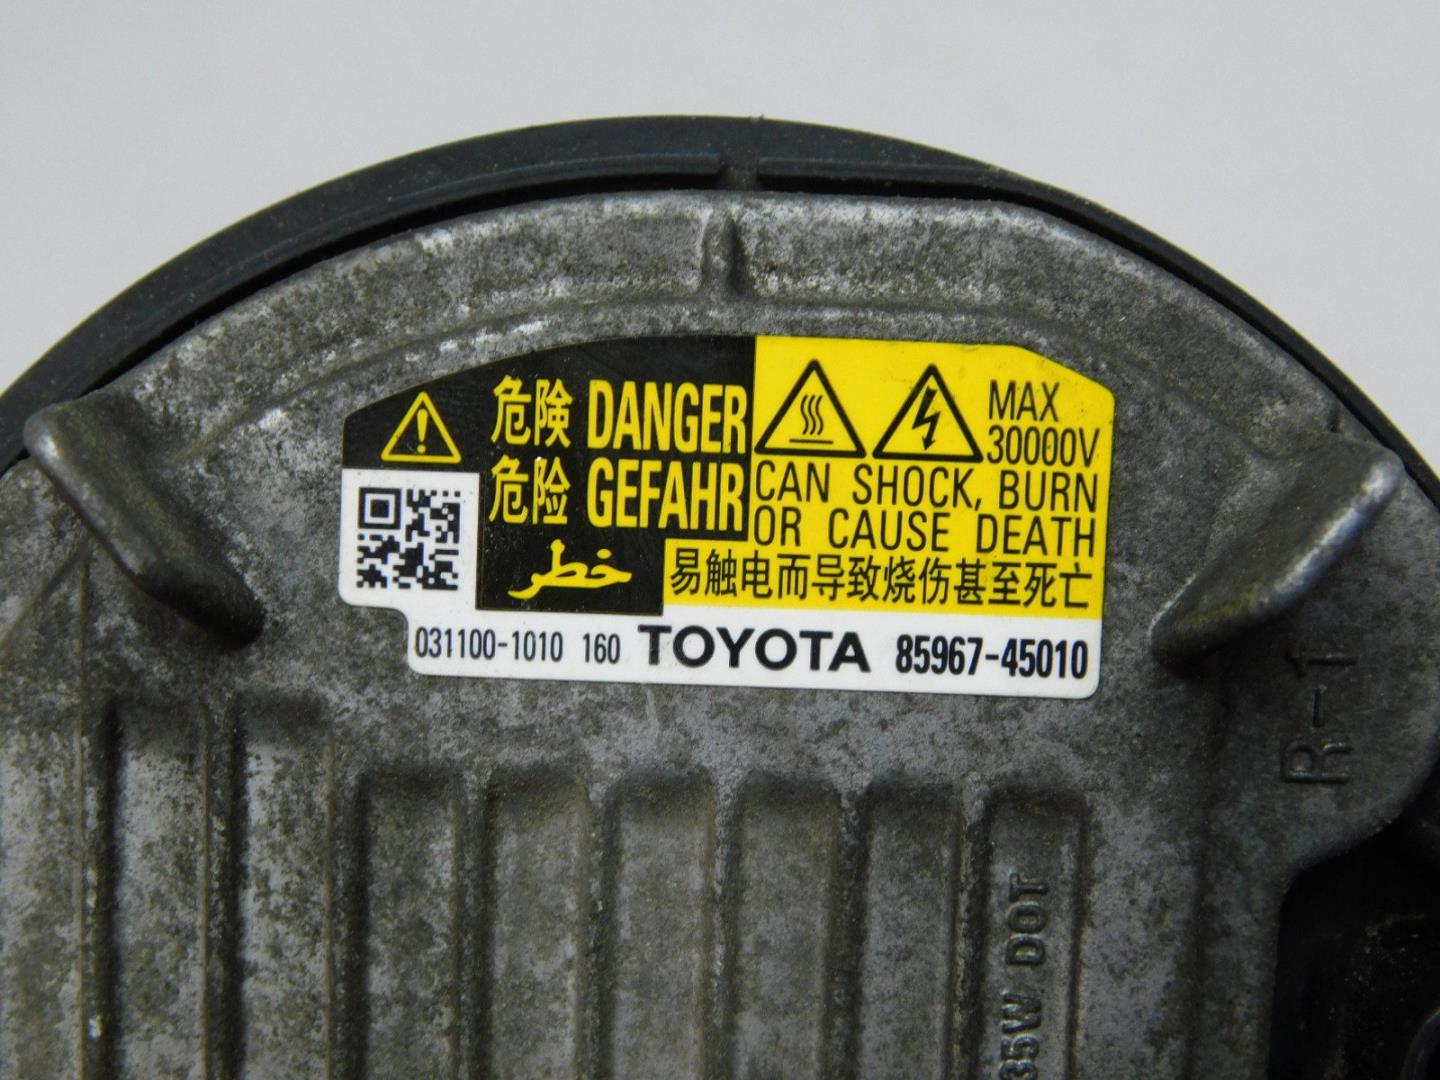 危険 DANGER
危险 GEFAHR
خطر
MAX
30000V
CAN SHOCK, BURN
OR CAUSE DEATH
易触电而导致烧伤甚至死亡
031100-1010 160 TOYOTA 85967-45010
R-1
35W DOT